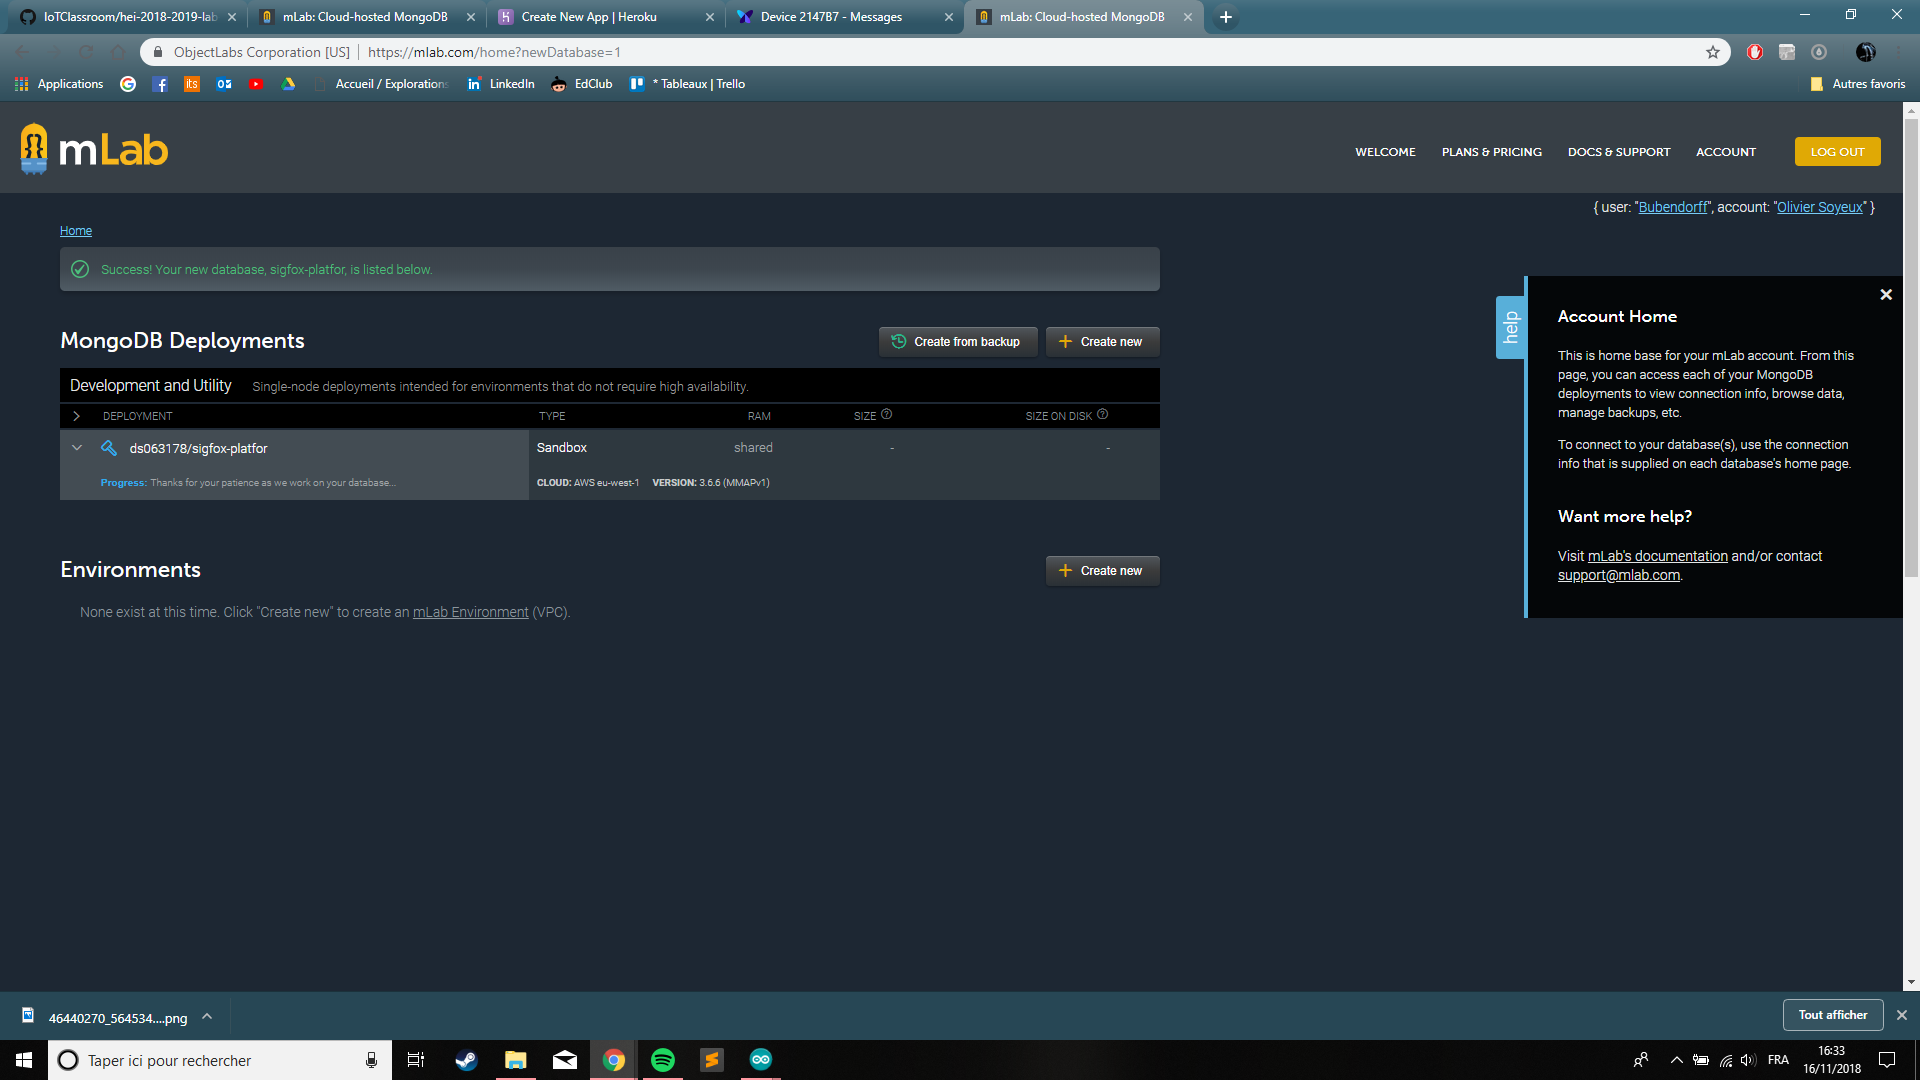 IoTClassroom/hei-2018-2019-lab
mLab: Cloud-hosted MongoDB
Create New App | Heroku
Device 2147B7 - Messages
mLab: Cloud-hosted MongoDB
ObjectLabs Corporation [US]
https://mlab.com/home?newDatabase=1
Applications
Accueil / Explorations
LinkedIn
EdClub
* Tableaux | Trello
Autres favoris
mLab
WELCOME
PLANS & PRICING
DOCS & SUPPORT
ACCOUNT
LOG OUT
{ user: "Bubendorff", account: "Olivier Soyeux" }
Home
Success! Your new database, sigfox-platfor, is listed below.
MongoDB Deployments
Create from backup
Create new
Development and Utility
Single-node deployments intended for environments that do not require high availability.
DEPLOYMENT
TYPE
RAM
SIZE
SIZE ON DISK
ds063178/sigfox-platfor
Sandbox
shared
-
-
Progress: Thanks for your patience as we work on your database...
CLOUD: AWS eu-west-1
VERSION: 3.6.6 (MMAPv1)
Environments
Create new
None exist at this time. Click "Create new" to create an mLab Environment (VPC).
help
Account Home
This is home base for your mLab account. From this
page, you can access each of your MongoDB
deployments to view connection info, browse data,
manage backups, etc.
To connect to your database(s), use the connection
info that is supplied on each database's home page.
Want more help?
Visit mLab's documentation and/or contact
support@mlab.com.
46440270_564534....png
Tout afficher
Taper ici pour rechercher
FRA
16:33
16/11/2018